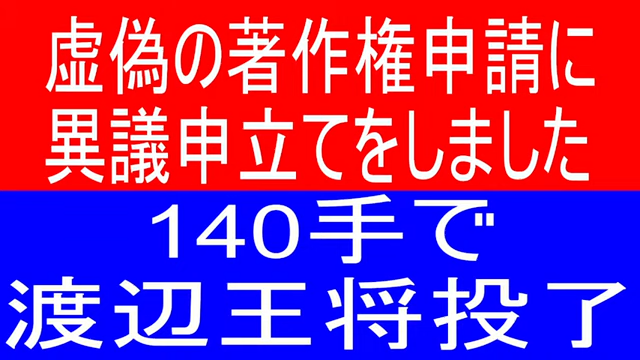 虚偽の著作権申請に
異議申立てをしました
140手で
渡辺王将投了